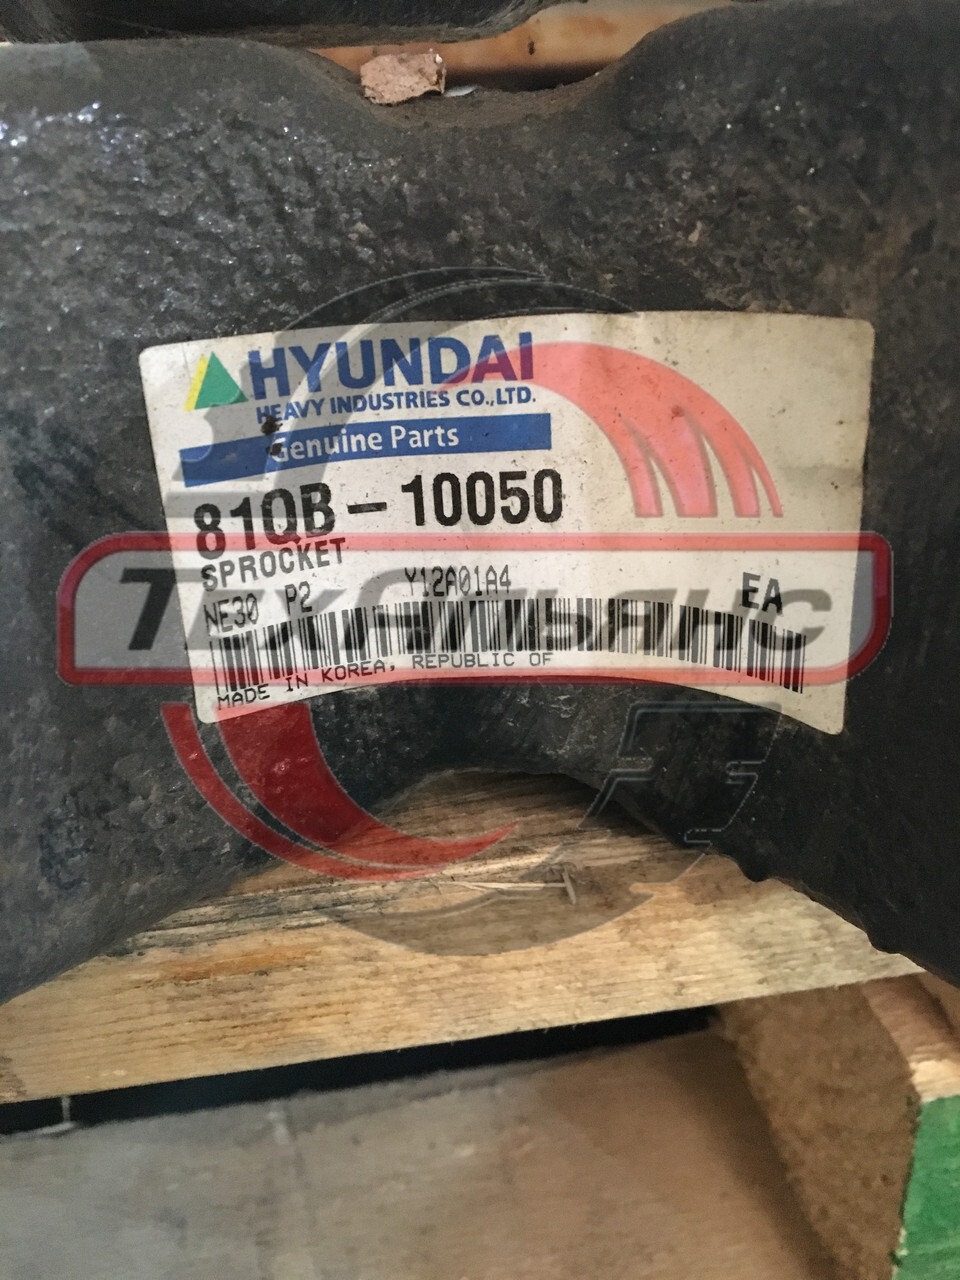 HYUNDAI
HEAVY INDUSTRIES CO.,LTD.
Genuine Parts
81QB-10050
SPROCKET
NE30 P2 Y12A01A4 EA
ТехАльянс
MADE IN KOREA, REPUBLIC OF